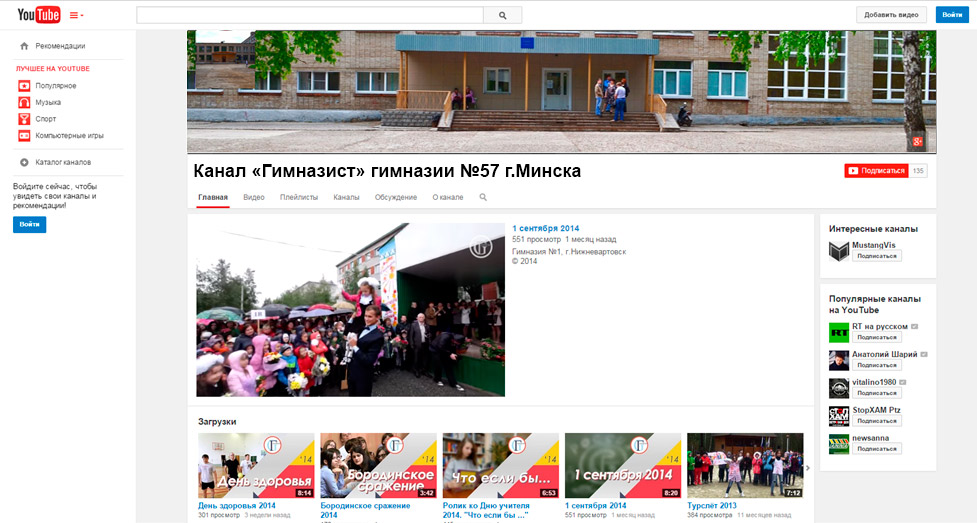 YouTube
Добавить видео
Войти
Рекомендации
ЛУЧШЕЕ НА YOUTUBE
Популярное
Музыка
Спорт
Компьютерные игры
Каталог каналов
Войдите сейчас, чтобы
увидеть свои каналы и
рекомендации!
Войти
g+
Канал «Гимназист» гимназии №57 г.Минска
Подписаться 135
Главная Видео Плейлисты Каналы Обсуждение О канале
1 сентября 2014
551 просмотр 1 месяц назад
Гимназия №1, г.Нижневартовск
© 2014
Интересные каналы
MustangVis
Подписаться
Популярные каналы
на YouTube
RT на русском
RT
Подписаться
Анатолий Шарий
Подписаться
vitalino1980
Подписаться
StopХАМ Ptz
Подписаться
newsanna
Подписаться
Загрузки
'14
День здоровья
8:14
День здоровья 2014
301 просмотр 3 недели назад
'14
Бородинское
сражение
3:42
Бородинское сражение
2014
'14
Что если бы...
6:53
Ролик ко Дню учителя
2014. "Что если бы ..."
'14
1 сентября 2014
8:20
1 сентября 2014
551 просмотр 1 месяц назад
7:12
Турслёт 2013
384 просмотра 11 месяцев назад